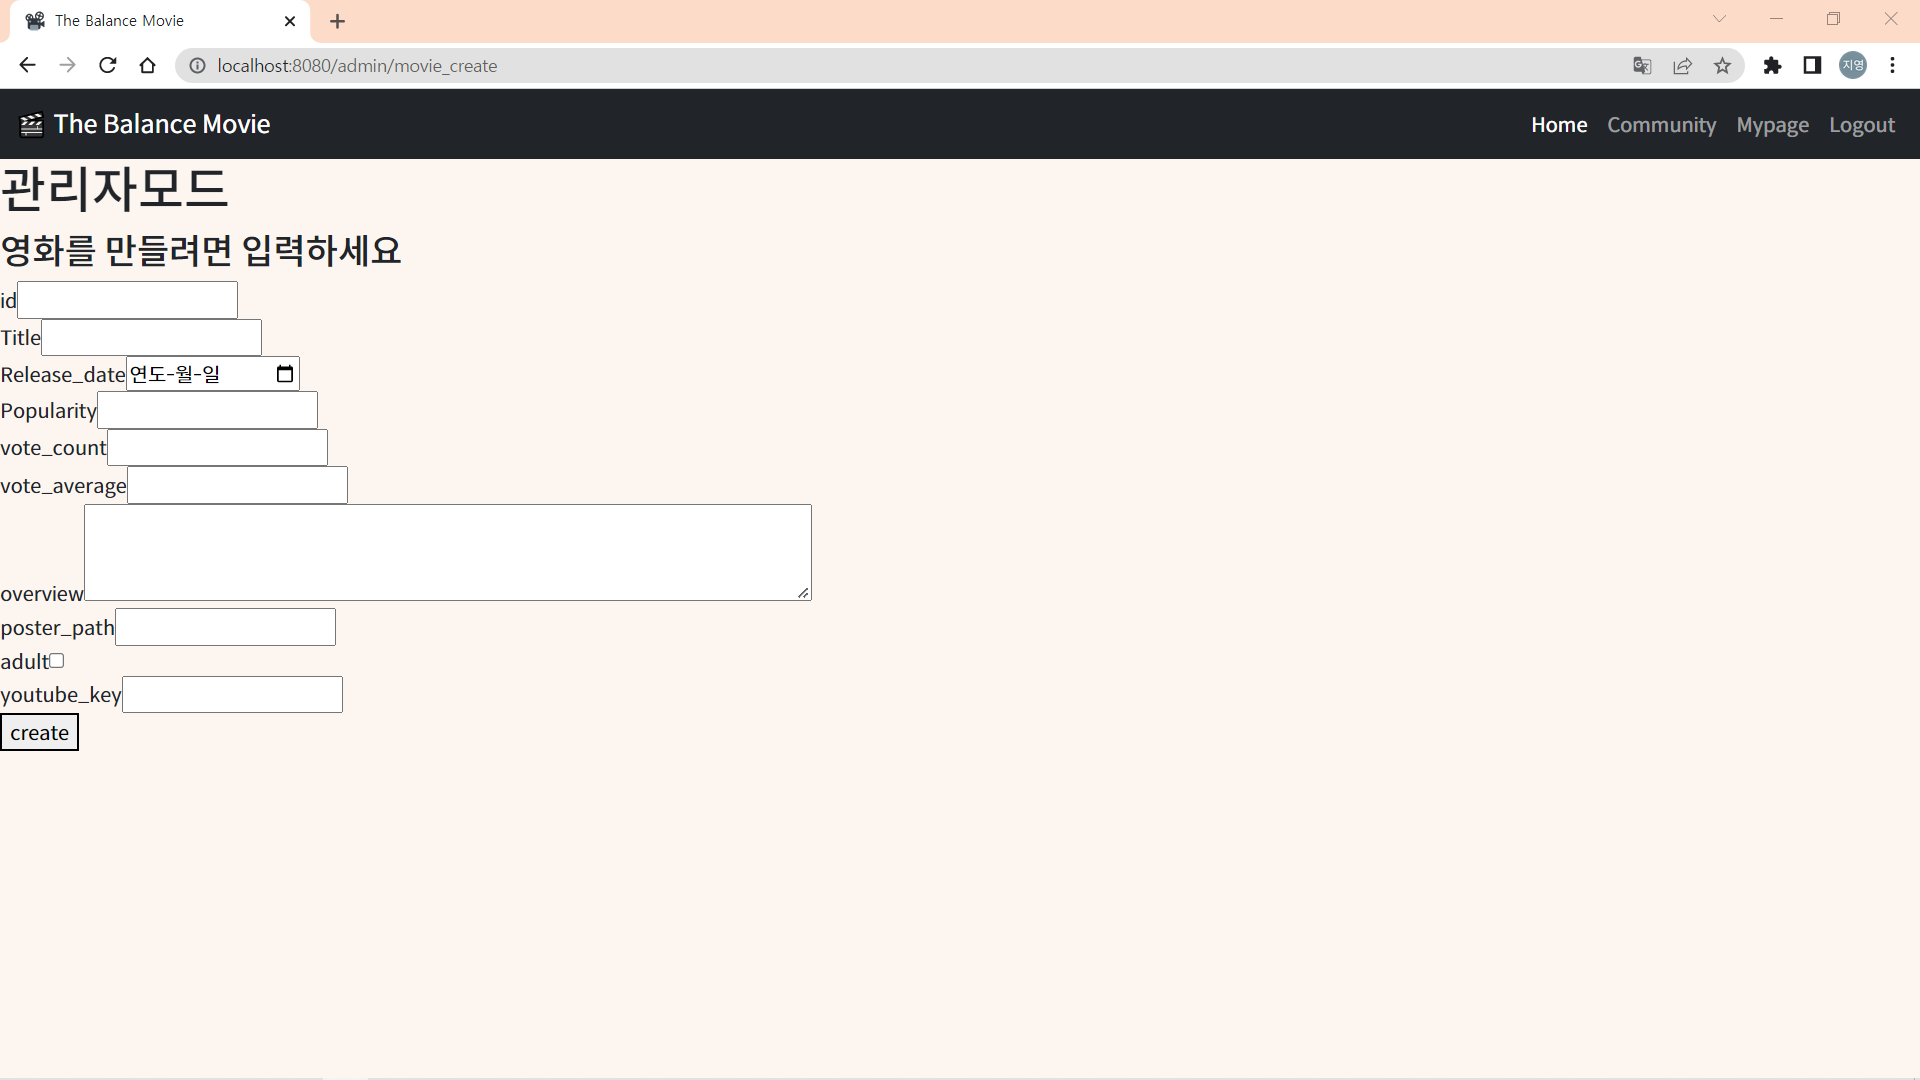 The Balance Movie
localhost:8080/admin/movie_create
지영
The Balance Movie
Home Community Mypage Logout
관리자모드
영화를 만들려면 입력하세요
id
Title
Release_date 연도-월-일
Popularity
vote_count
vote_average
overview
poster_path
adult
youtube_key
create